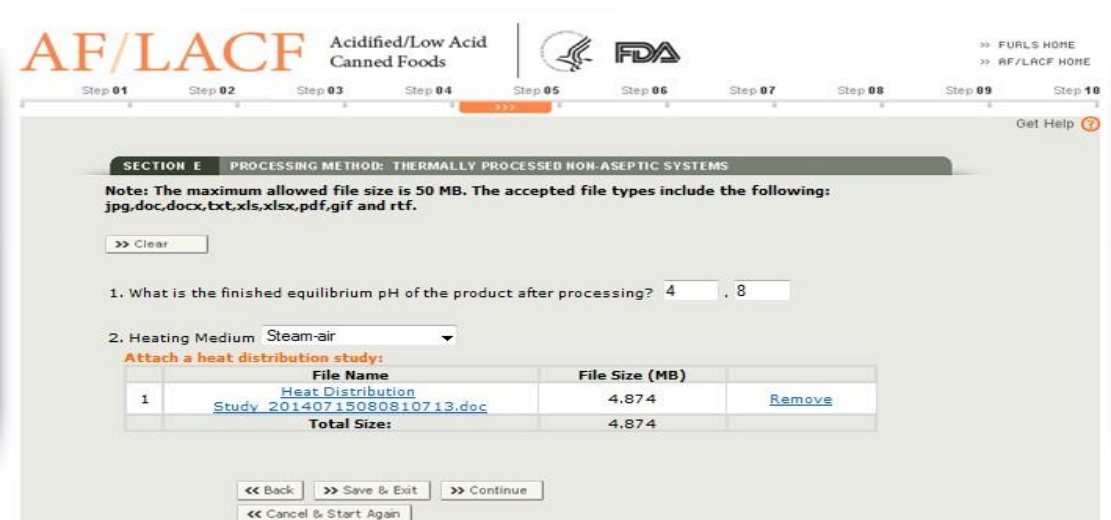 AF/LACF
Acidified/Low Acid
Canned Foods
FDA
>> FURLS HOME
>> AF/LACF HOME
Step 01 Step 02 Step 03 Step 04 Step 05 Step 06 Step 07 Step 08 Step 09 Step 10
>>>
Get Help ?
SECTION E PROCESSING METHOD: THERMALLY PROCESSED NON-ASEPTIC SYSTEMS
Note: The maximum allowed file size is 50 MB. The accepted file types include the following:
jpg,doc,docx,txt,xls,xlsx,pdf,gif and rtf.
>> Clear
1. What is the finished equilibrium pH of the product after processing? 4 . 8
2. Heating Medium Steam-air
Attach a heat distribution study:
File Name File Size (MB)
1 Heat Distribution
Study_20140715080810713.doc 4.874 Remove
Total Size: 4.874
<< Back >> Save & Exit >> Continue
<< Cancel & Start Again